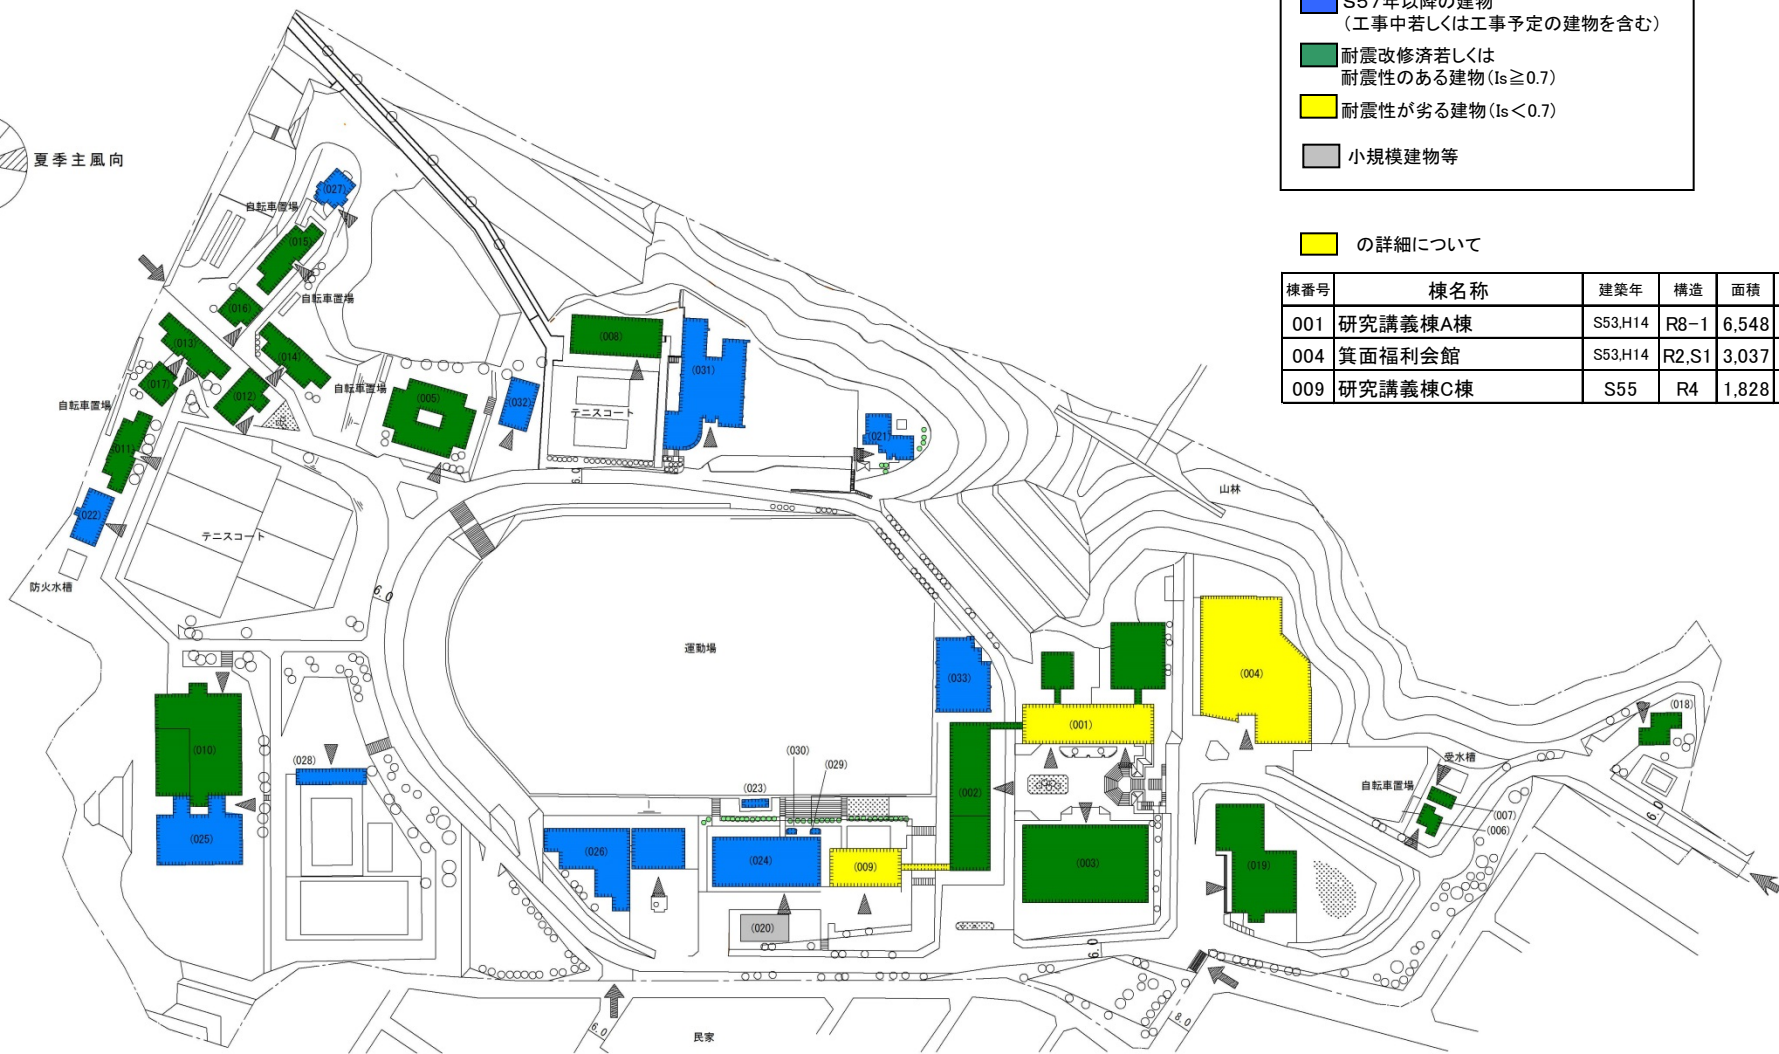 S57年以降の建物
（工事中若しくは工事予定の建物を含む）
耐震改修済若しくは
耐震性のある建物(Is≧0.7)
耐震性が劣る建物(Is＜0.7)
小規模建物等
の詳細について
棟番号 棟名称 建築年 構造 面積
001 研究講義棟A棟 S53,H14 R8-1 6,548
004 箕面福利会館 S53,H14 R2,S1 3,037
009 研究講義棟C棟 S55 R4 1,828
夏季主風向
(027)
自転車置場
(015)
自転車置場
(016)
(008)
(013)
(014)
(031)
(017)
自転車置場
(012)
(005)
(032)
テニスコート
自転車置場
(021)
(011)
山林
(022)
テニスコート
防火水槽
6.0
6.0
運動場
(033)
(004)
(001)
(018)
(010)
(030)
(029)
(028)
受水槽
自転車置場
(023)
(002)
(007)
(006)
6.0
(025)
(026)
(024)
(009)
(003)
(019)
(020)
6.0
6.0
8.0
民家